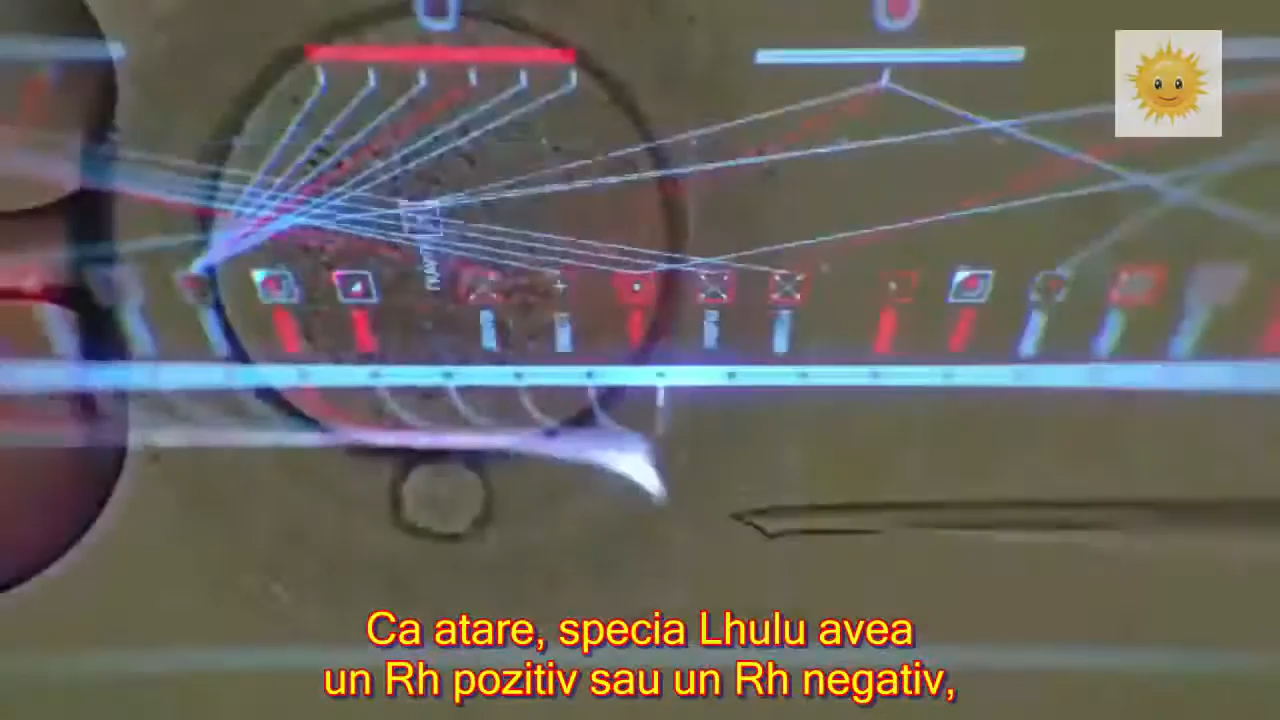 Ca atare, specia Lhulu avea
un Rh pozitiv sau un Rh negativ,